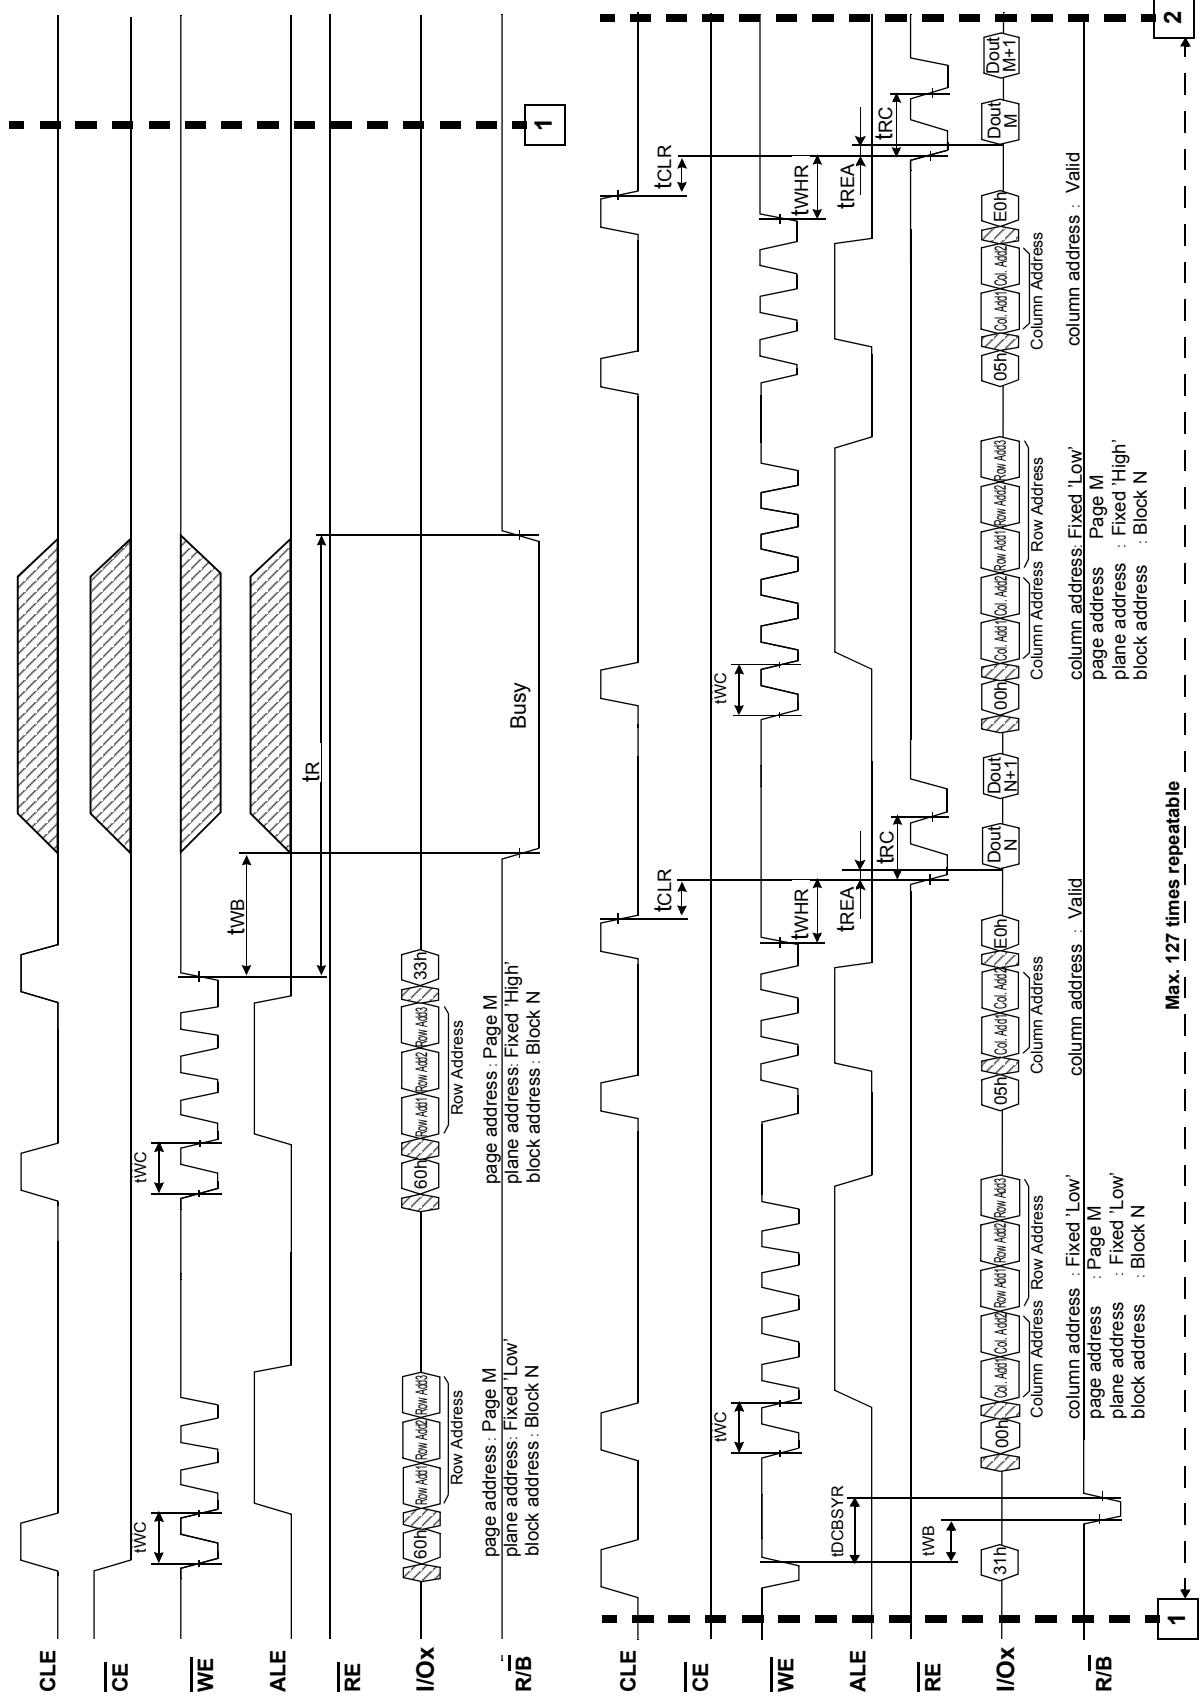 CLE
CE
WE
ALE
RE
I/Ox
R/B
tWC
tWC
tWB
tR
Busy
60h Row Add1 Row Add2 Row Add3
Row Address
page address : Page M
plane address: Fixed 'Low'
block address : Block N
60h Row Add1 Row Add2 Row Add3 33h
Row Address
page address : Page M
plane address: Fixed 'High'
block address : Block N
1
CLE
CE
WE
ALE
RE
I/Ox
R/B
tCLR
tCLR
tWC
tWC
tWHR
tWHR
tDCBSYR
tWB
tREA
tREA
tRC
tRC
31h
00h Col. Add1 Col. Add2 Row Add1 Row Add2 Row Add3
Column Address Row Address
column address : Fixed 'Low'
page address : Page M
plane address : Fixed 'Low'
block address : Block N
05h Col. Add1 Col. Add2 E0h
Column Address
column address : Valid
Dout N
Dout N+1
00h Col. Add1 Col. Add2 Row Add1 Row Add2 Row Add3
Column Address Row Address
column address: Fixed 'Low'
page address Page M
plane address : Fixed 'High'
block address : Block N
05h Col. Add1 Col. Add2 E0h
Column Address
column address : Valid
Dout M
Dout M+1
1
Max. 127 times repeatable
2